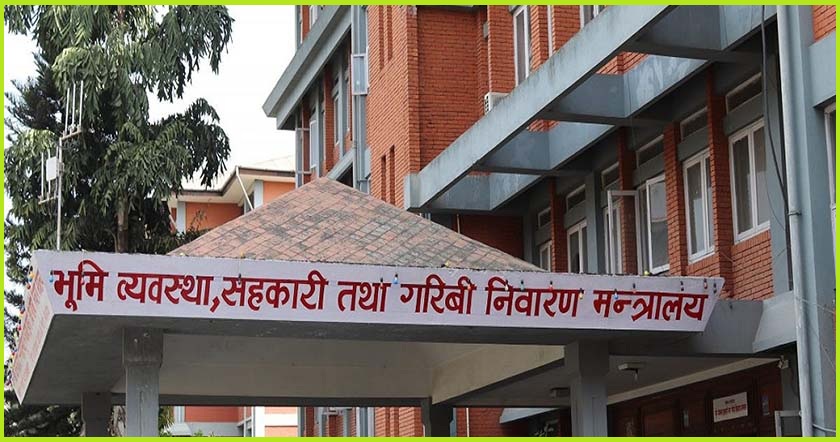 भूमि व्यवस्था,सहकारी तथा गरिबी निवारण मन्त्रालय